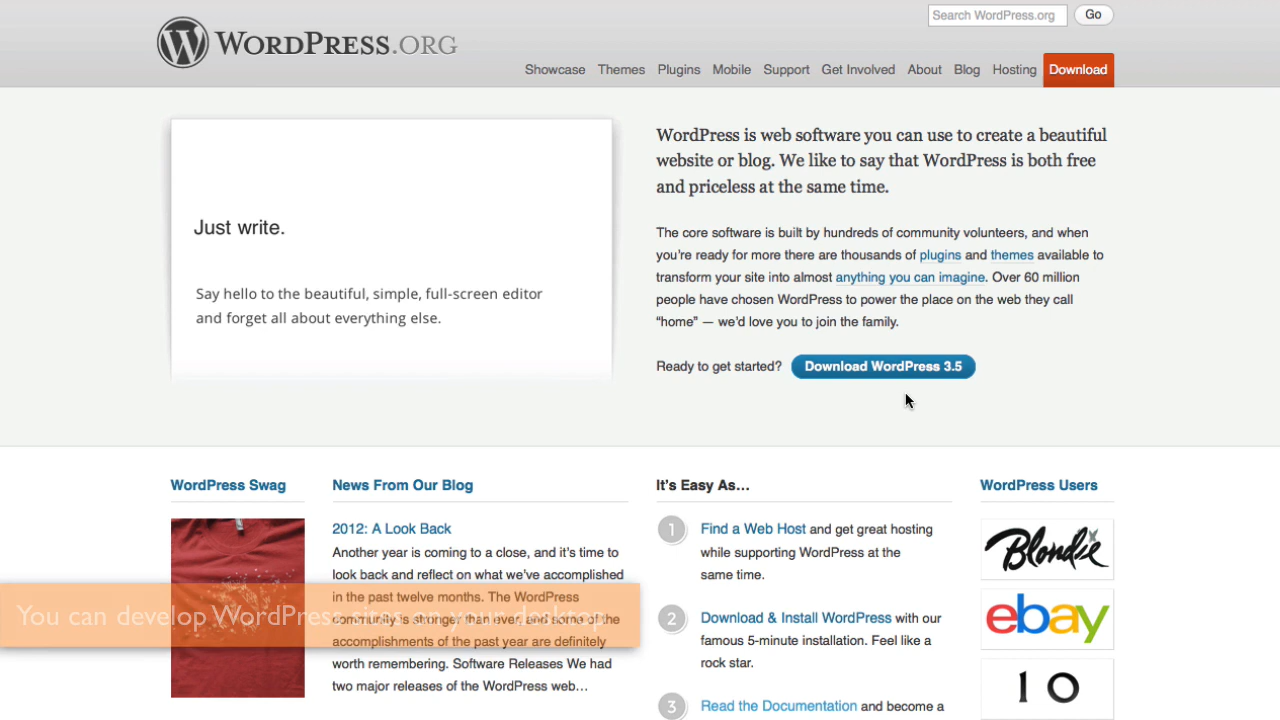 Search WordPress.org
Go
WORDPRESS.ORG
Showcase Themes Plugins Mobile Support Get Involved About Blog Hosting Download
Just write.
Say hello to the beautiful, simple, full-screen editor
and forget all about everything else.
WordPress is web software you can use to create a beautiful
website or blog. We like to say that WordPress is both free
and priceless at the same time.
The core software is built by hundreds of community volunteers, and when
you’re ready for more there are thousands of plugins and themes available to
transform your site into almost anything you can imagine. Over 60 million
people have chosen WordPress to power the place on the web they call
“home” — we’d love you to join the family.
Ready to get started? Download WordPress 3.5
WordPress Swag
News From Our Blog
2012: A Look Back
Another year is coming to a close, and it’s time to
look back and reflect on what we’ve accomplished
in the past twelve months. The WordPress
community is stronger than ever, and some of the
accomplishments of the past year are definitely
worth remembering. Software Releases We had
two major releases of the WordPress web…
You can develop WordPress sites on your desktop.
It’s Easy As…
1 Find a Web Host and get great hosting
while supporting WordPress at the
same time.
2 Download & Install WordPress with our
famous 5-minute installation. Feel like a
rock star.
3 Read the Documentation and become a
WordPress Users
Blondie
ebay
10